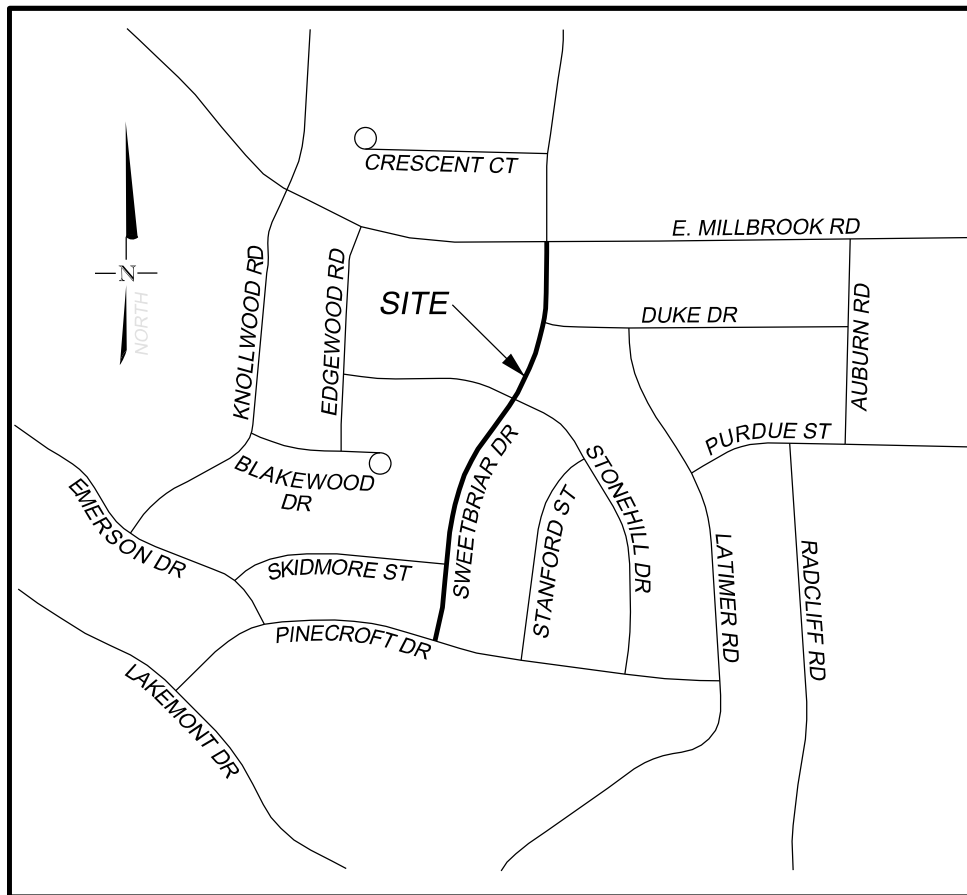 CRESCENT CT
E. MILLBROOK RD
KNOLLWOOD RD
EDGEWOOD RD
N
NORTH
SITE
DUKE DR
AUBURN RD
PURDUE ST
BLAKEWOOD
DR
SWEETBRIAR DR
STONEHILL DR
STANFORD ST
EMERSON DR
SKIDMORE ST
LATIMER RD
RADCLIFF RD
PINECROFT DR
LAKEMONT DR